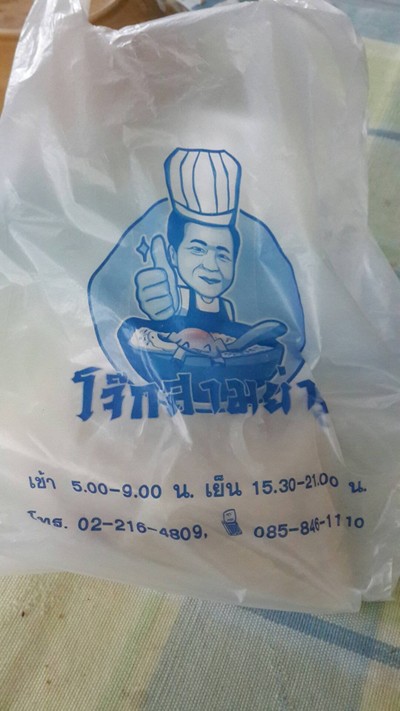 โจ๊กสามย่าน
เช้า 5.00-9.00 น. เย็น 15.30-21.00 น.
โทร. 02-216-4809, 085-846-1110